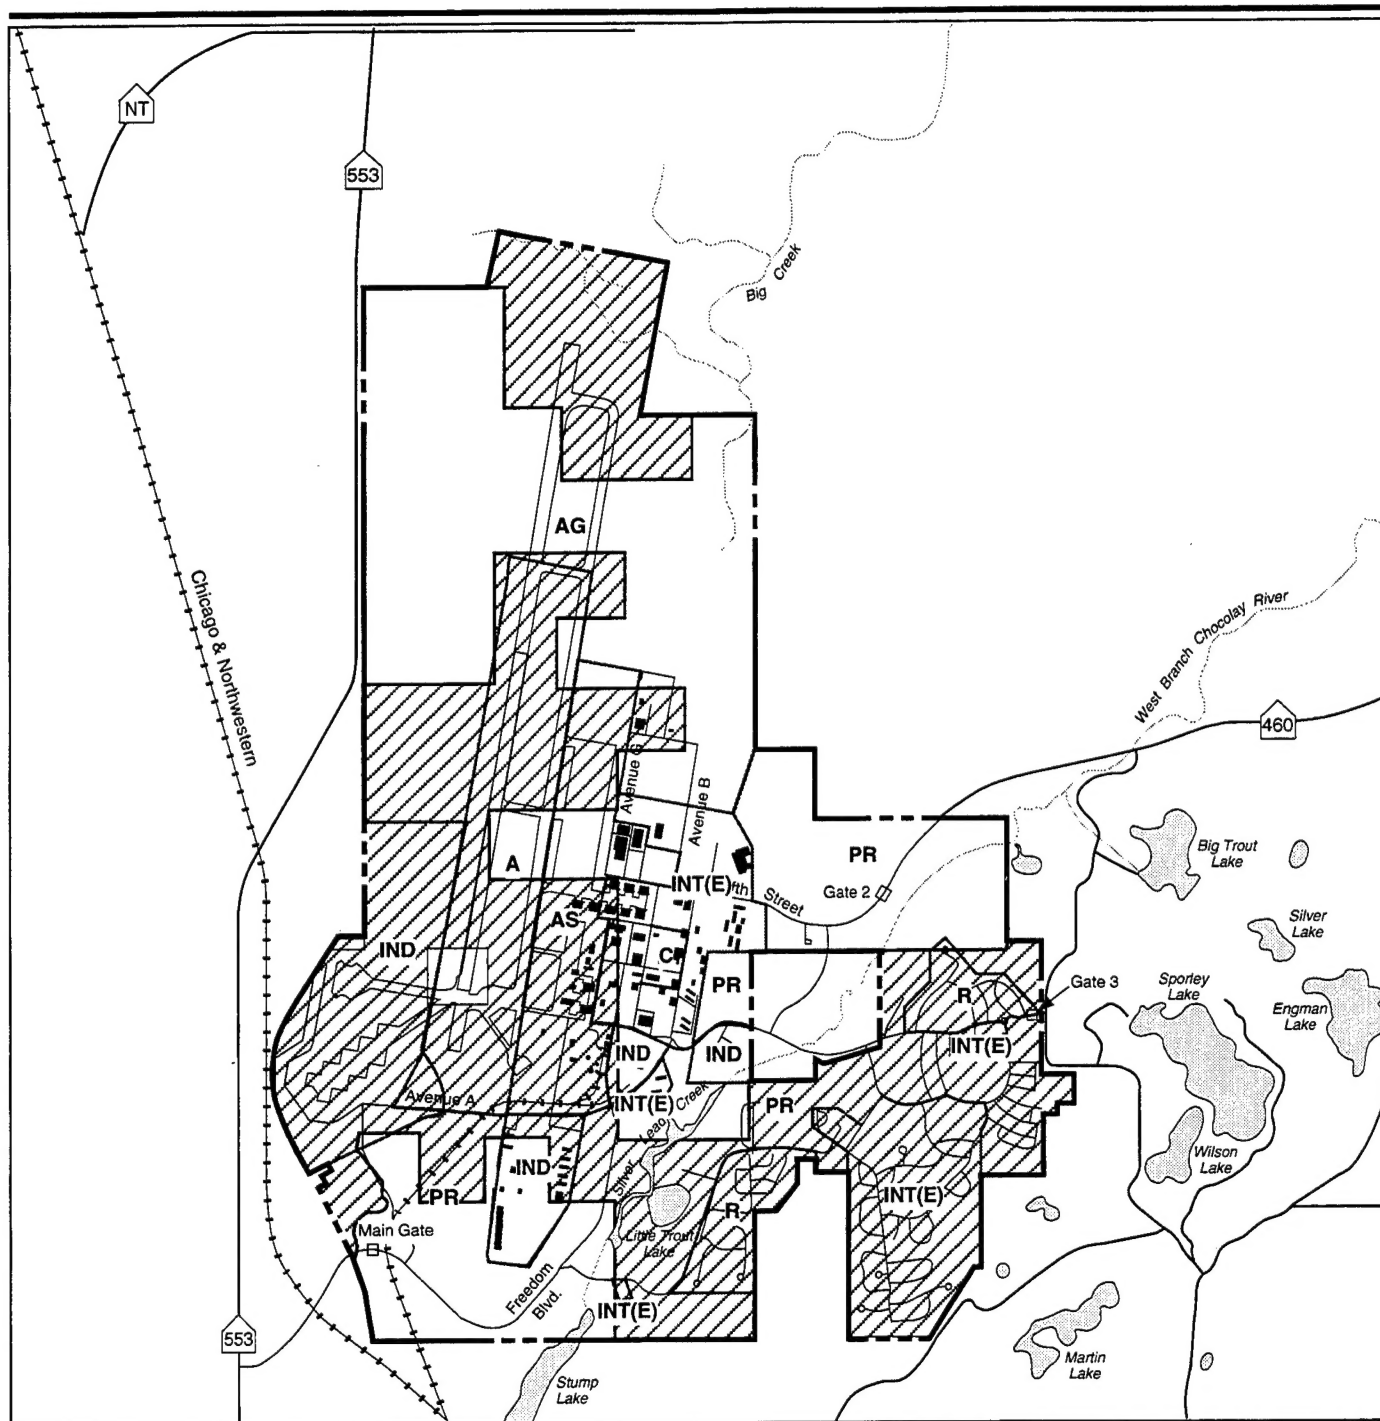 NT
553
Big Creek
AG
Chicago & Northwestern
West Branch Chocolay River
460
Avenue C
Avenue B
Big Trout
Lake
PR
A
INT(E)
fth
Street
Gate 2
AS
Silver
Lake
IND
PR
R
Gate 3
Sporley
Lake
Engman
Lake
INT(E)
IND
IND
Avenue A
INT(E)
PR
Creek
Silver
Wilson
Lake
IND
PR
INT(E)
R
Main Gate
Little Trout
Lake
Freedom
Blvd.
INT(E)
553
Martin
Lake
Stump
Lake